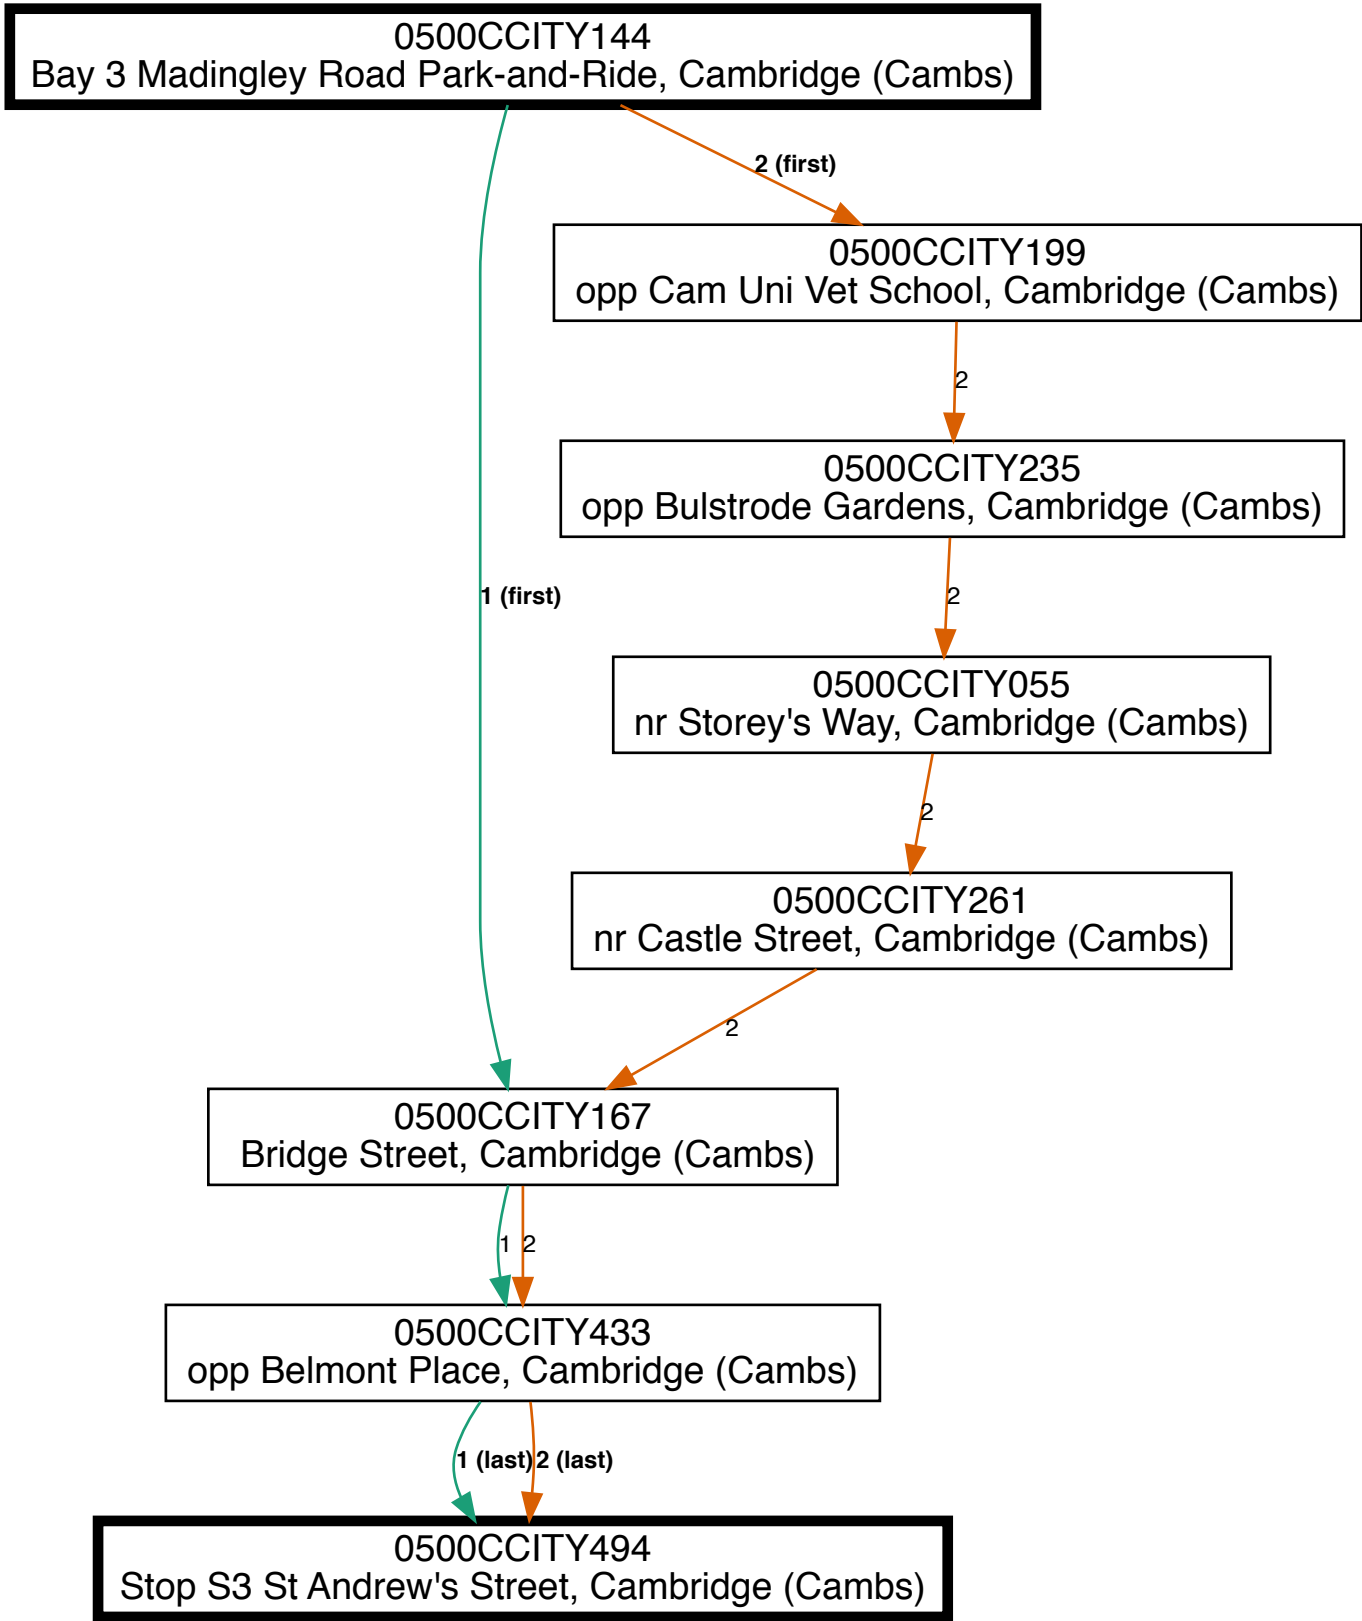 0500CCITY144
Bay 3 Madingley Road Park-and-Ride, Cambridge (Cambs)
2 (first)
0500CCITY199
opp Cam Uni Vet School, Cambridge (Cambs)
2
0500CCITY235
opp Bulstrode Gardens, Cambridge (Cambs)
1 (first)
2
0500CCITY055
nr Storey's Way, Cambridge (Cambs)
2
0500CCITY261
nr Castle Street, Cambridge (Cambs)
2
0500CCITY167
Bridge Street, Cambridge (Cambs)
1 2
0500CCITY433
opp Belmont Place, Cambridge (Cambs)
1 (last) 2 (last)
0500CCITY494
Stop S3 St Andrew's Street, Cambridge (Cambs)